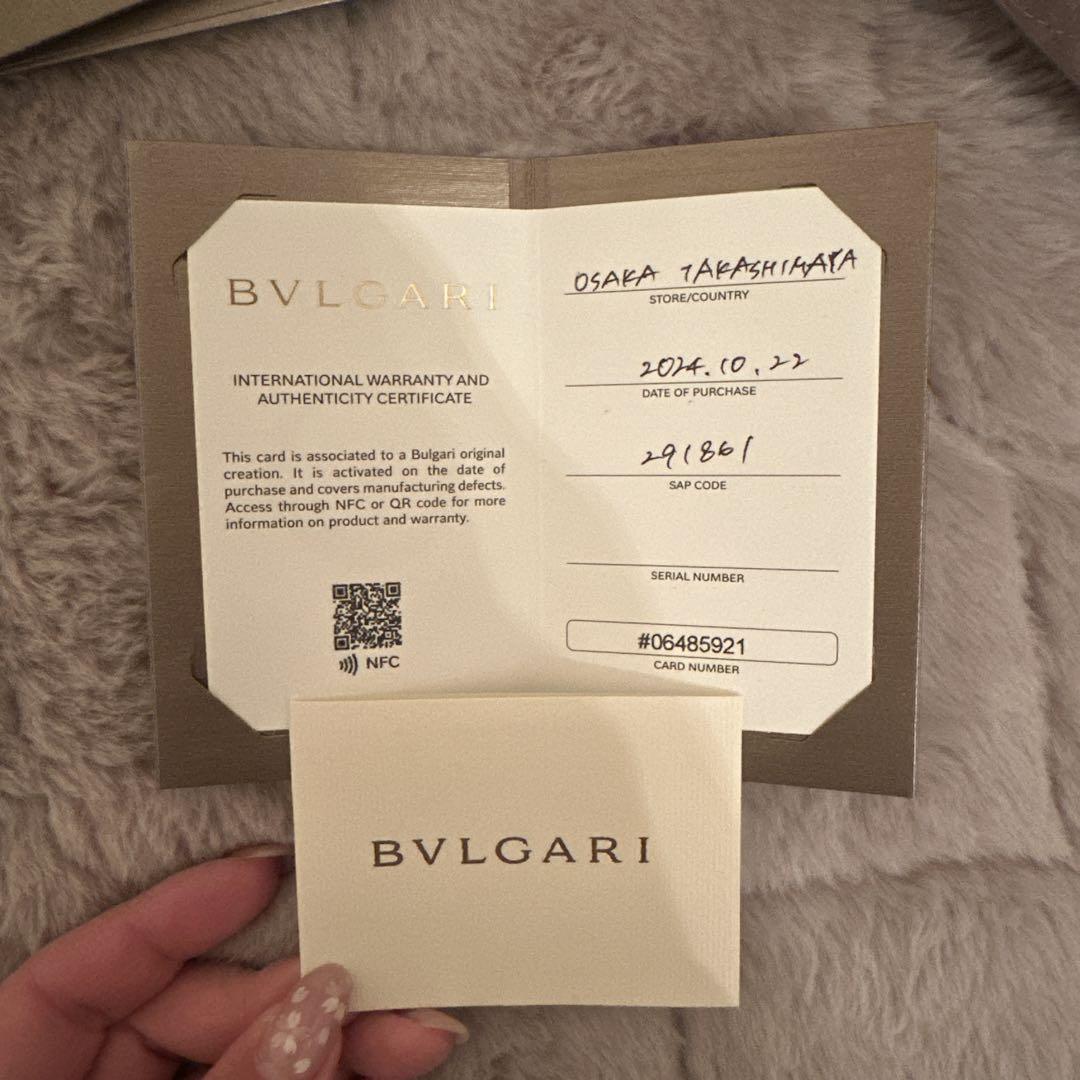 BVLGARI
INTERNATIONAL WARRANTY AND
AUTHENTICITY CERTIFICATE
This card is associated to a Bulgari original
creation. It is activated on the date of
purchase and covers manufacturing defects.
Access through NFC or QR code for more
information on product and warranty.
NFC
OSAKA TAKASHIMAYA
STORE/COUNTRY
2024.10.22
DATE OF PURCHASE
291861
SAP CODE
SERIAL NUMBER
#06485921
CARD NUMBER
BVLGARI